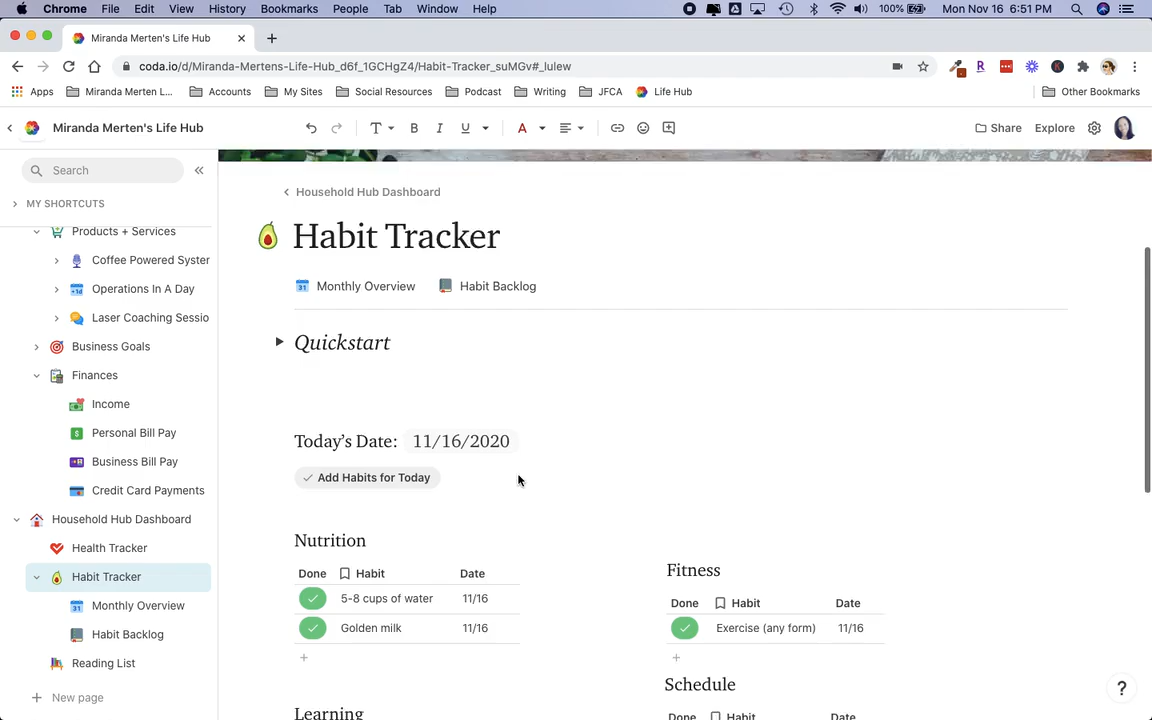 Chrome File Edit View History Bookmarks People Tab Window Help 100% Mon Nov 16 6:51 PM
Miranda Merten's Life Hub
coda.io/d/Miranda-Mertens-Life-Hub_d6f_1GCHgZ4/Habit-Tracker_suMGv#_lulew
Apps Miranda Merten L... Accounts My Sites Social Resources Podcast Writing JFCA Life Hub Other Bookmarks
Miranda Merten's Life Hub T B I U A Share Explore
Search
MY SHORTCUTS
Products + Services
Coffee Powered Syster
Operations In A Day
Laser Coaching Sessio
Business Goals
Finances
Income
Personal Bill Pay
Business Bill Pay
Credit Card Payments
Household Hub Dashboard
Health Tracker
Habit Tracker
Monthly Overview
Habit Backlog
Reading List
New page
Household Hub Dashboard
Habit Tracker
Monthly Overview Habit Backlog
Quickstart
Today's Date: 11/16/2020
Add Habits for Today
Nutrition
Done Habit Date
5-8 cups of water 11/16
Golden milk 11/16
Learning
Fitness
Done Habit Date
Exercise (any form) 11/16
Schedule
Done Habit Date
?